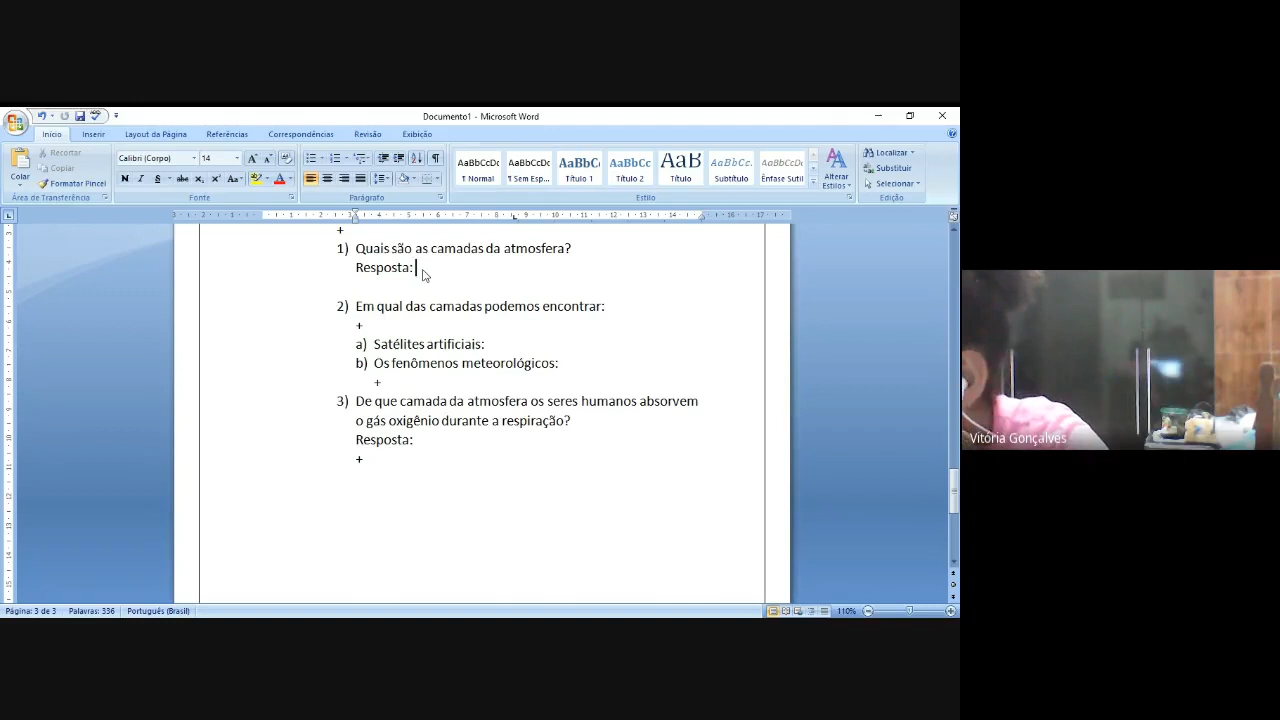 Documento1 - Microsoft Word
Início Inserir Layout da Página Referências Correspondências Revisão Exibição
Colar
Recortar
Copiar
Formatar Pincel
Área de Transferência
Calibri (Corpo) 14
Fonte
Parágrafo
AaBbCcDc AaBbCcDc AaBbCc AaBbCc AaB AaBbCc. AaBbCcDc
¶ Normal ¶ Sem Esp... Título 1 Título 2 Título Subtítulo Ênfase Sutil
Alterar Estilos
Estilo
Localizar
Substituir
Selecionar
Edição
+
1) Quais são as camadas da atmosfera?
Resposta:
2) Em qual das camadas podemos encontrar:
+
a) Satélites artificiais:
b) Os fenômenos meteorológicos:
+
3) De que camada da atmosfera os seres humanos absorvem
o gás oxigênio durante a respiração?
Resposta:
+
Vitória Gonçalves
Página: 3 de 3 Palavras: 336 Português (Brasil) 110%